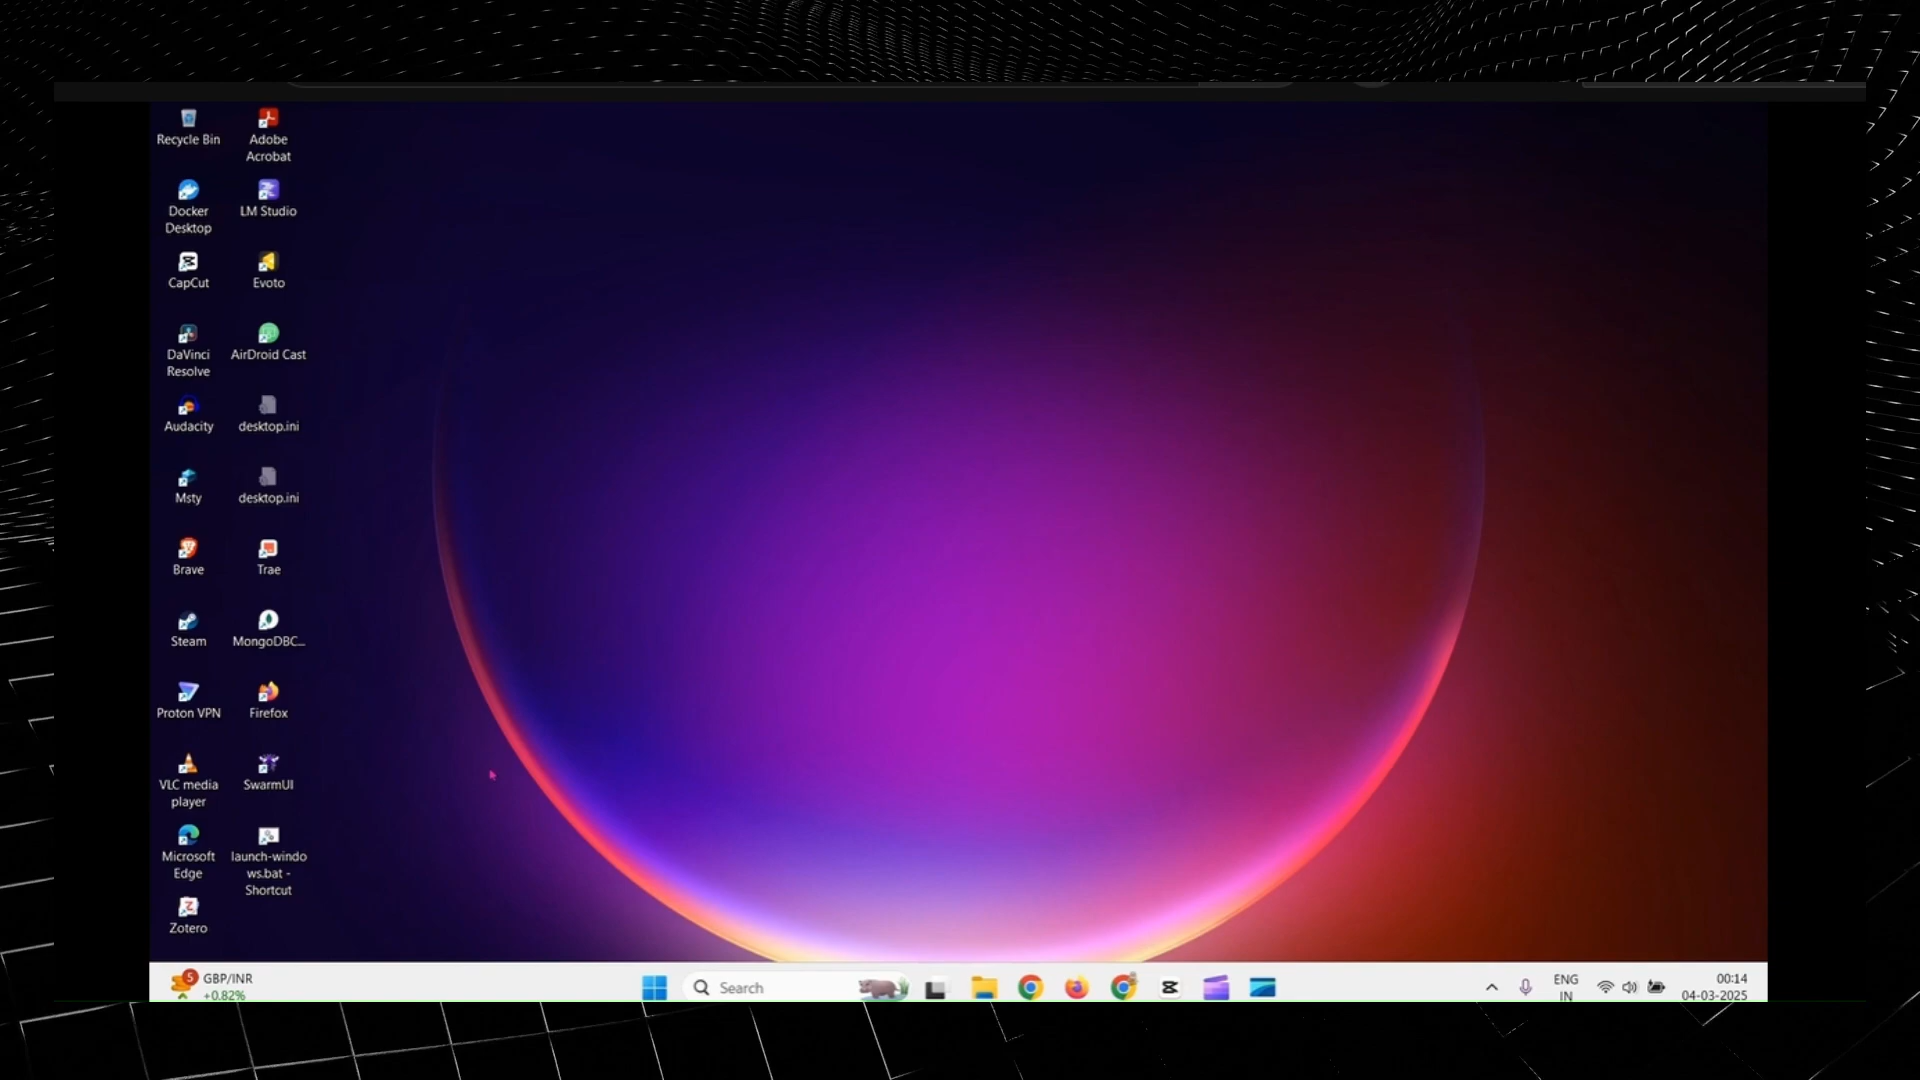 Recycle Bin
Adobe
Acrobat
Docker
Desktop
LM Studio
CapCut
Evoto
DaVinci
Resolve
AirDroid Cast
Audacity
desktop.ini
Msty
desktop.ini
Brave
Trae
Steam
MongoDBC...
Proton VPN
Firefox
VLC media
player
SwarmUI
Microsoft
Edge
launch-windo
ws.bat -
Shortcut
Zotero
5
GBP/INR
+0.82%
Search
ENG
IN
00:14
04-03-2025